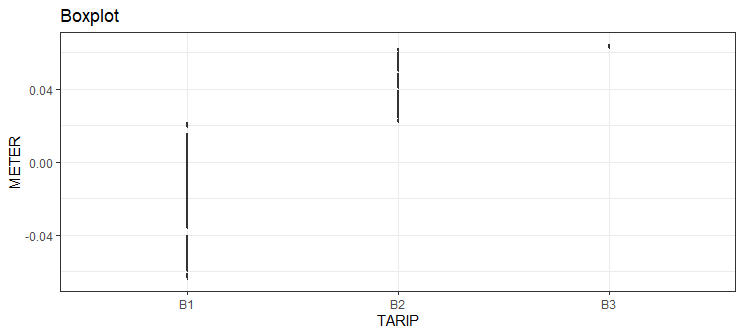 Boxplot
METER
0.04
0.00
-0.04
B1
B2
B3
TARIP